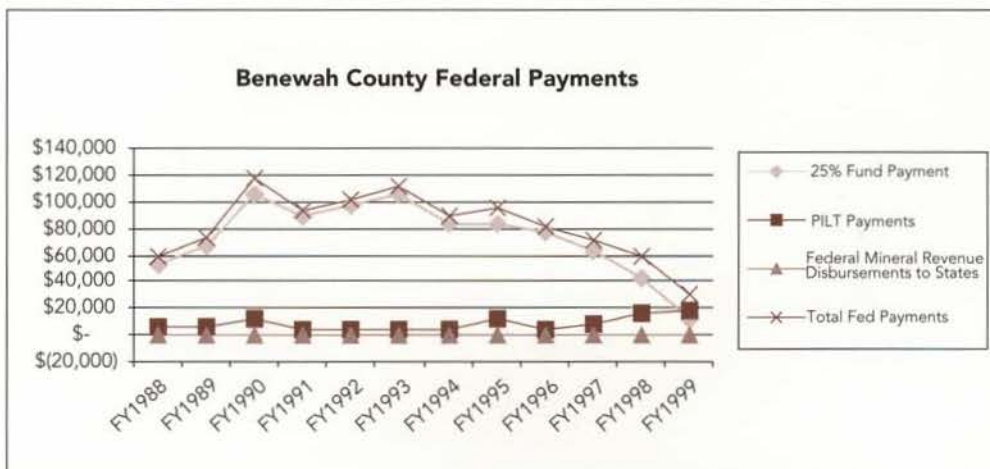 Benewah County Federal Payments
$140,000
$120,000
$100,000
$80,000
$60,000
$40,000
$20,000
$-
$(20,000)
FY1988
FY1989
FY1990
FY1991
FY1992
FY1993
FY1994
FY1995
FY1996
FY1997
FY1998
FY1999
25% Fund Payment
PILT Payments
Federal Mineral Revenue
Disbursements to States
Total Fed Payments